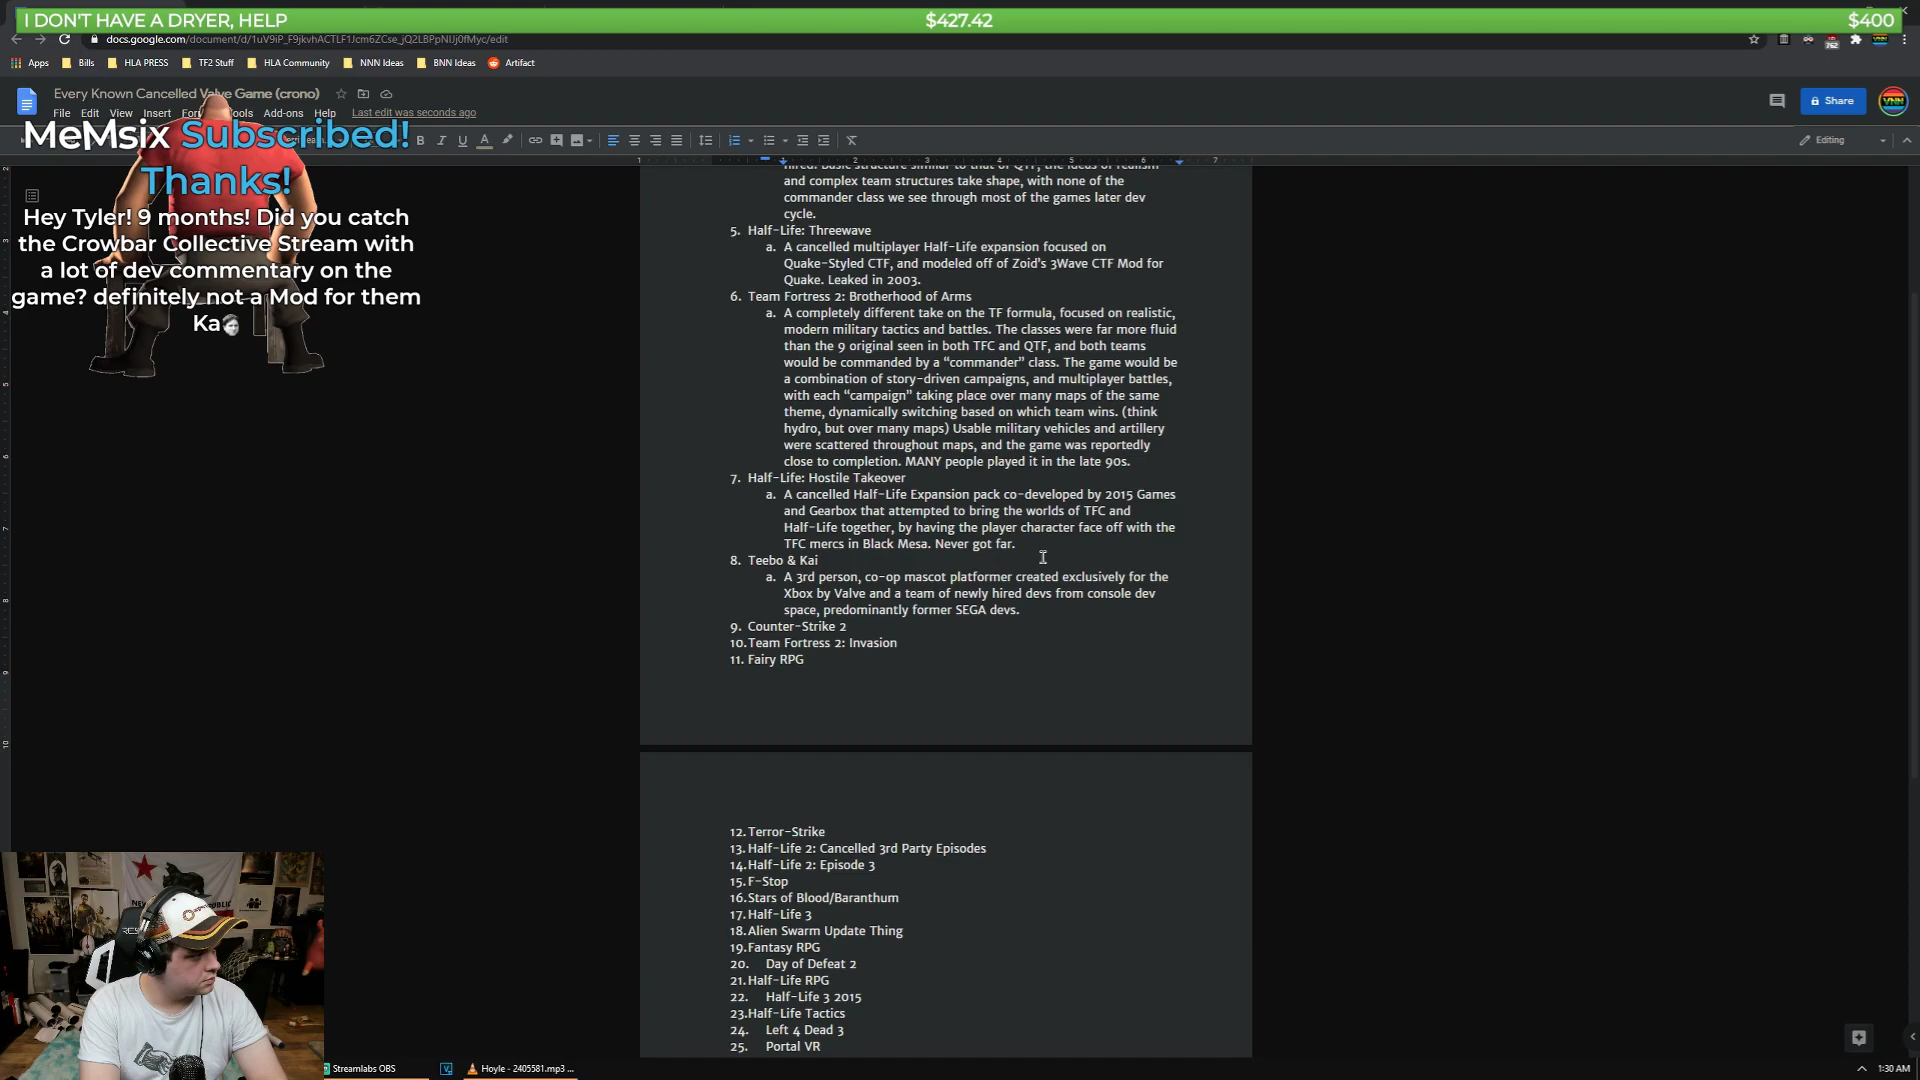 I DON'T HAVE A DRYER, HELP
$427.42
$400
Apps
Bills
HLA PRESS
TF2 Stuff
HLA Community
NNN Ideas
BNN Ideas
Artifact
Every Known Cancelled Valve Game (crono)
File Edit View Insert
Add-ons Help Last edit was seconds ago
Share
VNN
Editing
MeMsix Subscribed!
Thanks!
Hey Tyler! 9 months! Did you catch
the Crowbar Collective Stream with
a lot of dev commentary on the
game? definitely not a Mod for them
Ka
and complex team structures take shape, with none of the
commander class we see through most of the games later dev
cycle.
5. Half-Life: Threewave
a. A cancelled multiplayer Half-Life expansion focused on
Quake-Styled CTF, and modeled off of Zoid's 3Wave CTF Mod for
Quake. Leaked in 2003.
6. Team Fortress 2: Brotherhood of Arms
a. A completely different take on the TF formula, focused on realistic,
modern military tactics and battles. The classes were far more fluid
than the 9 original seen in both TFC and QTF, and both teams
would be commanded by a “commander” class. The game would be
a combination of story-driven campaigns, and multiplayer battles,
with each “campaign” taking place over many maps of the same
theme, dynamically switching based on which team wins. (think
hydro, but over many maps) Usable military vehicles and artillery
were scattered throughout maps, and the game was reportedly
close to completion. MANY people played it in the late 90s.
7. Half-Life: Hostile Takeover
a. A cancelled Half-Life Expansion pack co-developed by 2015 Games
and Gearbox that attempted to bring the worlds of TFC and
Half-Life together, by having the player character face off with the
TFC mercs in Black Mesa. Never got far.
8. Teebo & Kai
a. A 3rd person, co-op mascot platformer created exclusively for the
Xbox by Valve and a team of newly hired devs from console dev
space, predominantly former SEGA devs.
9. Counter-Strike 2
10. Team Fortress 2: Invasion
11. Fairy RPG
12. Terror-Strike
13. Half-Life 2: Cancelled 3rd Party Episodes
14. Half-Life 2: Episode 3
15. F-Stop
16. Stars of Blood/Baranthum
17. Half-Life 3
18. Alien Swarm Update Thing
19. Fantasy RPG
20. Day of Defeat 2
21. Half-Life RPG
22. Half-Life 3 2015
23. Half-Life Tactics
24. Left 4 Dead 3
25. Portal VR
Streamlabs OBS
Hoyle - 2405581.mp3 ...
1:30 AM